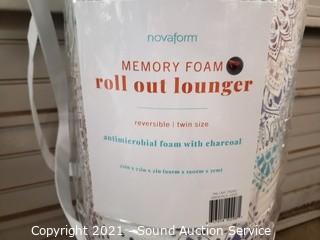 novaform
MEMORY FOAM
roll out lounger
reversible | twin size
antimicrobial foam with charcoal
Copyright 2021 - Sound Auction Service